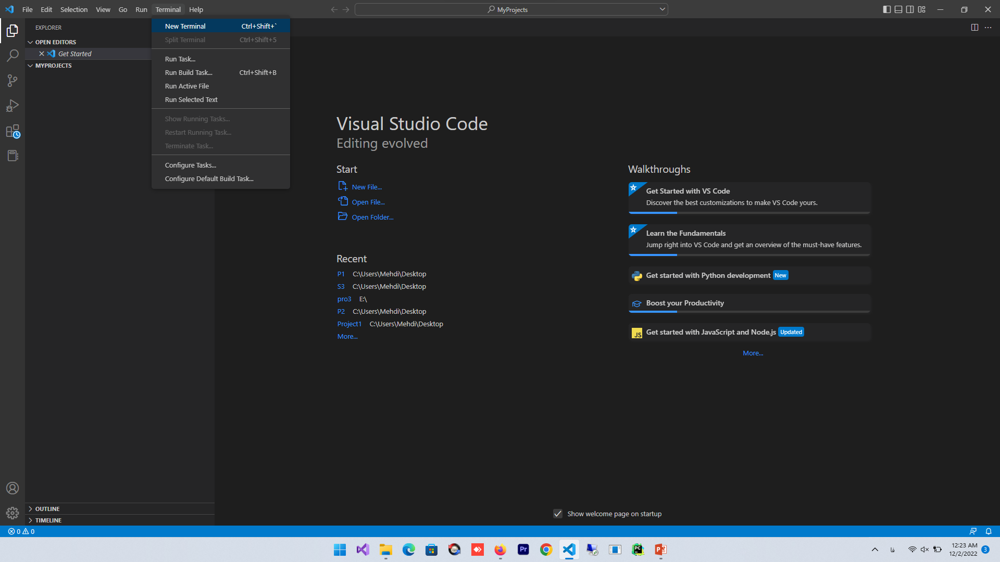 File Edit Selection View Go Run Terminal Help
MyProjects
EXPLORER
OPEN EDITORS
Get Started
MYPROJECTS
New Terminal Ctrl+Shift+`
Split Terminal Ctrl+Shift+5
Run Task...
Run Build Task... Ctrl+Shift+B
Run Active File
Run Selected Text
Show Running Tasks...
Restart Running Task...
Terminate Task...
Configure Tasks...
Configure Default Build Task...
Visual Studio Code
Editing evolved
Start
New File...
Open File...
Open Folder...
Recent
P1 C:\Users\Mehdi\Desktop
S3 C:\Users\Mehdi\Desktop
pro3 E:\
P2 C:\Users\Mehdi\Desktop
Project1 C:\Users\Mehdi\Desktop
More...
Walkthroughs
Get Started with VS Code
Discover the best customizations to make VS Code yours.
Learn the Fundamentals
Jump right into VS Code and get an overview of the must-have features.
Get started with Python development New
Boost your Productivity
JS Get started with JavaScript and Node.js Updated
More...
Show welcome page on startup
OUTLINE
TIMELINE
0 0
Pr
PC
P
فا
12:23 AM
12/2/2022
3